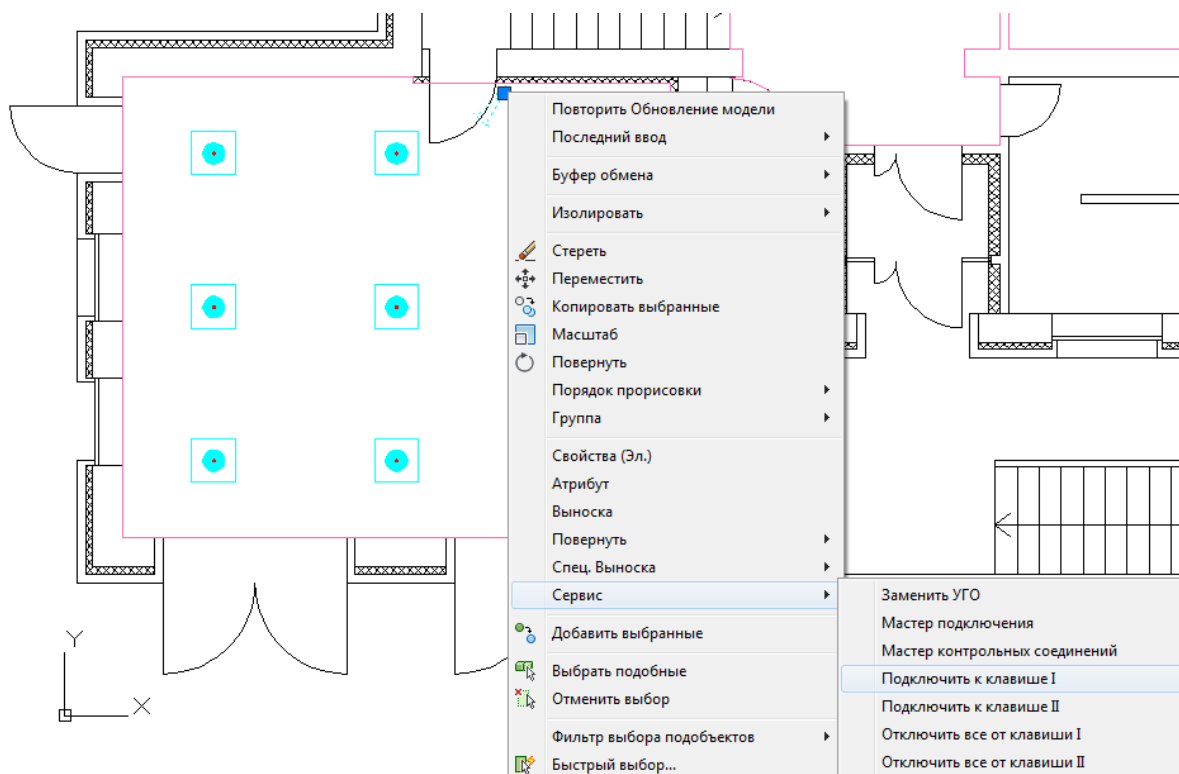 Повторить Обновление модели
Последний ввод
Буфер обмена
Изолировать
Стереть
Переместить
Копировать выбранные
Масштаб
Повернуть
Порядок прорисовки
Группа
Свойства (Эл.)
Атрибут
Выноска
Повернуть
Спец. Выноска
Сервис
Добавить выбранные
Выбрать подобные
Отменить выбор
Фильтр выбора подобъектов
Быстрый выбор...
Заменить УГО
Мастер подключения
Мастер контрольных соединений
Подключить к клавише I
Подключить к клавише II
Отключить все от клавиши I
Отключить все от клавиши II
Y
X